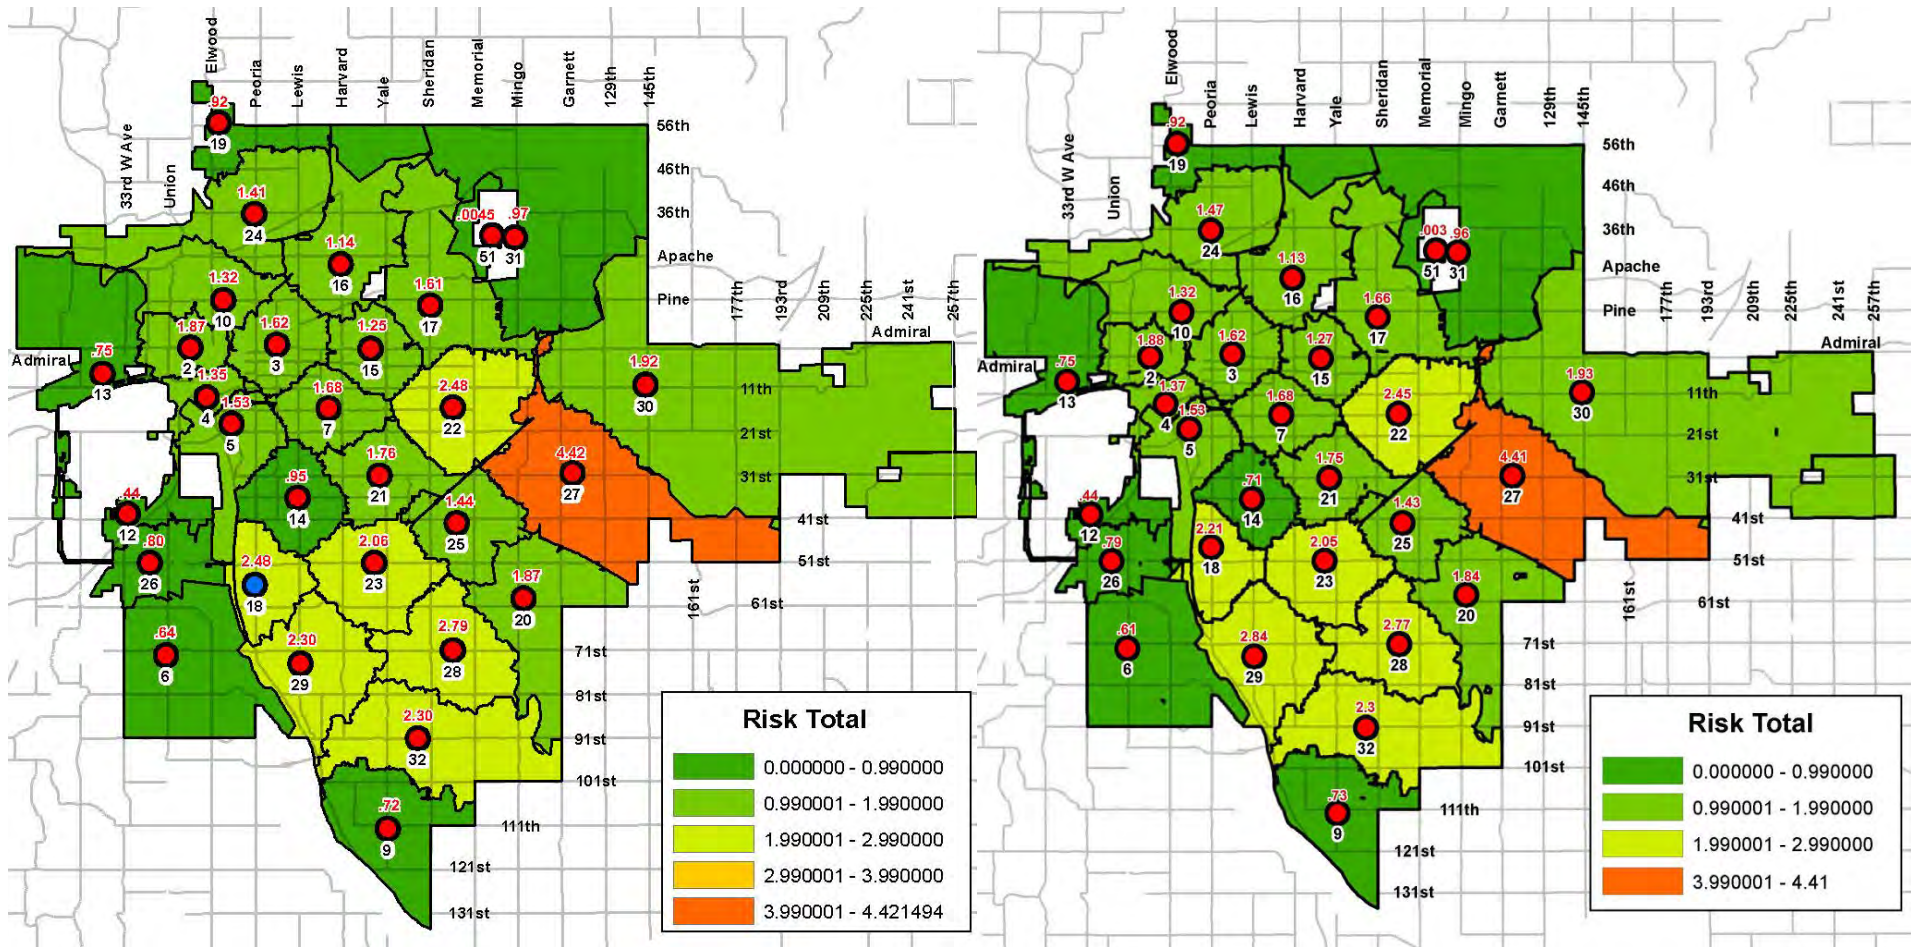 Elwood
Peoria
Lewis
Harvard
Yale
Sheridan
Memorial
Mingo
Garnett
129th
145th
33rd W Ave
Union
56th
46th
36th
Apache
Pine
177th
193rd
209th
225th
241st
257th
Admiral
Admiral
11th
21st
31st
41st
51st
161st
61st
71st
81st
91st
101st
111th
121st
131st
.92
19
1.41
24
1.14
16
.0045
51
.97
31
1.32
10
1.61
17
1.87
2
1.62
3
1.25
15
.75
13
1.35
4
1.53
5
1.68
7
2.48
22
1.92
30
1.76
21
4.42
27
.95
14
.44
12
1.44
25
.80
26
2.48
18
2.06
23
1.87
20
.64
6
2.30
29
2.79
28
2.30
32
.72
9
Risk Total
0.000000 - 0.990000
0.990001 - 1.990000
1.990001 - 2.990000
2.990001 - 3.990000
3.990001 - 4.421494
Elwood
Peoria
Lewis
Harvard
Yale
Sheridan
Memorial
Mingo
Garnett
129th
145th
33rd W Ave
Union
56th
46th
36th
Apache
Pine
177th
193rd
209th
225th
241st
257th
Admiral
Admiral
11th
21st
31st
41st
51st
161st
61st
71st
81st
91st
101st
111th
121st
131st
.92
19
1.47
24
1.13
16
.003
51
.96
31
1.32
10
1.66
17
1.88
2
1.62
3
1.27
15
.75
13
1.37
4
1.53
5
1.68
7
2.45
22
1.93
30
1.75
21
4.41
27
.71
14
.44
12
1.43
25
.79
26
2.21
18
2.05
23
1.84
20
.61
6
2.84
29
2.77
28
2.3
32
.73
9
Risk Total
0.000000 - 0.990000
0.990001 - 1.990000
1.990001 - 2.990000
3.990001 - 4.41